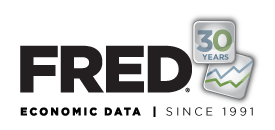 30
YEARS
FRED®
ECONOMIC DATA | SINCE 1991